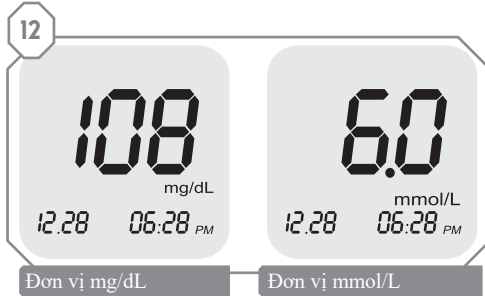 12
108
mg/dL
12.28 06:28 PM
6.0
mmol/L
12.28 06:28 PM
Đơn vị mg/dL
Đơn vị mmol/L